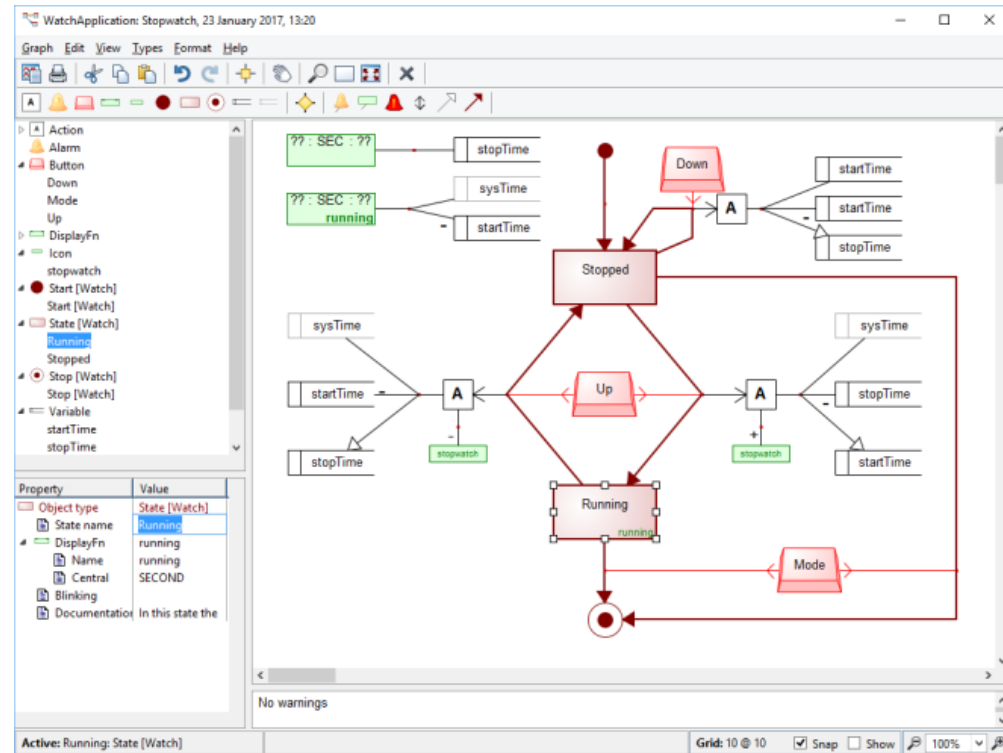 WatchApplication: Stopwatch, 23 January 2017, 13:20
Graph Edit View Types Format Help
A
Action
Alarm
Button
Down
Mode
Up
DisplayFn
Icon
stopwatch
Start [Watch]
Start [Watch]
State [Watch]
Running
Stopped
Stop [Watch]
Stop [Watch]
Variable
startTime
stopTime
Property Value
Object type State [Watch]
State name Running
DisplayFn running
Name running
Central SECOND
Blinking
Documentation In this state the
?? : SEC : ??
stopTime
?? : SEC : ??
running
sysTime
- startTime
Down
A
startTime
- startTime
stopTime
Stopped
sysTime
startTime -
stopTime
A
-
stopwatch
Up
A
+
stopwatch
sysTime
- stopTime
startTime
Running
running
Mode
No warnings
Active: Running: State [Watch] Grid: 10 @ 10 Snap Show 100%